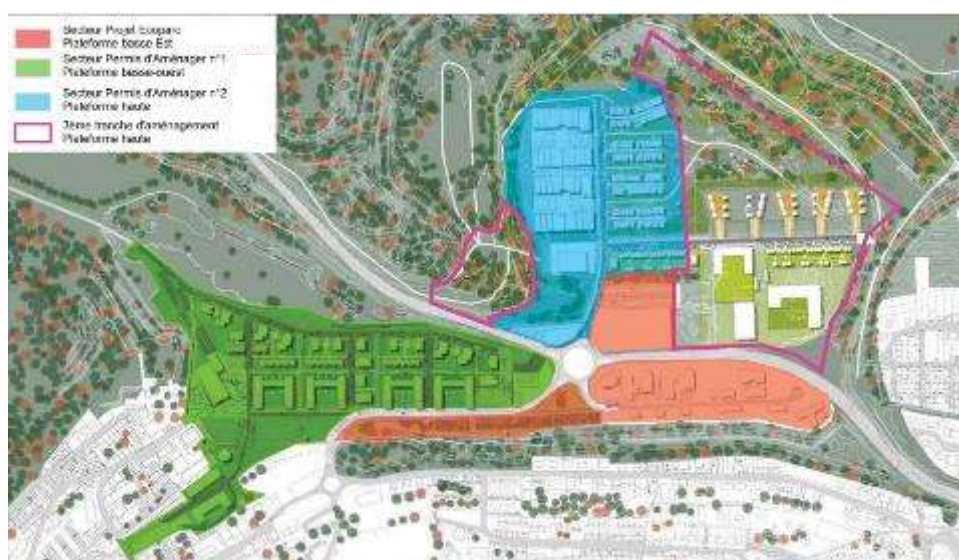 Secteur Projet Ecoparc
Plateforme basse Est
Secteur Permis d'Aménager n°1
Plateforme basse-ouest
Secteur Permis d'Aménager n°2
Plateforme haute
3ème tranche d'aménagement
Plateforme haute